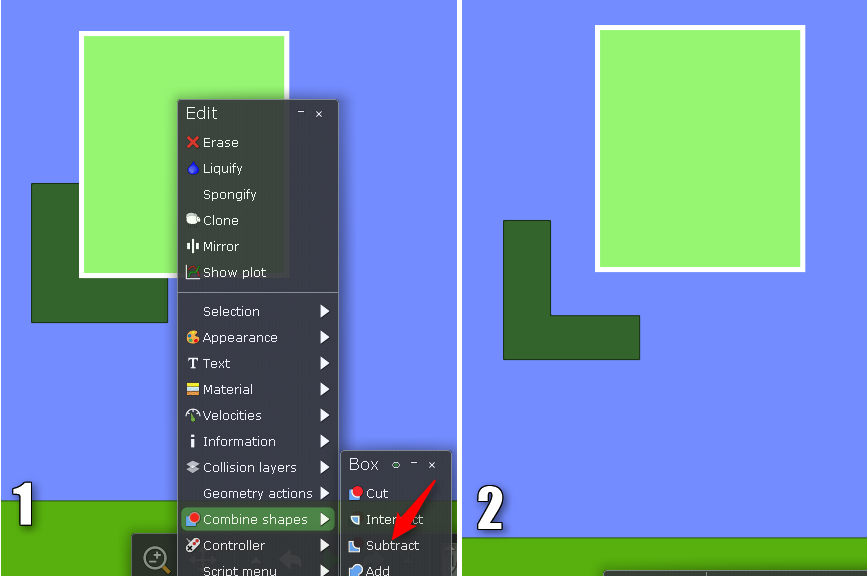 Edit
Erase
Liquify
Spongify
Clone
Mirror
Show plot
Selection
Appearance
Text
Material
Velocities
Information
Collision layers
Geometry actions
Combine shapes
Controller
Script menu
Box
Cut
Intersect
Subtract
Add
1
2